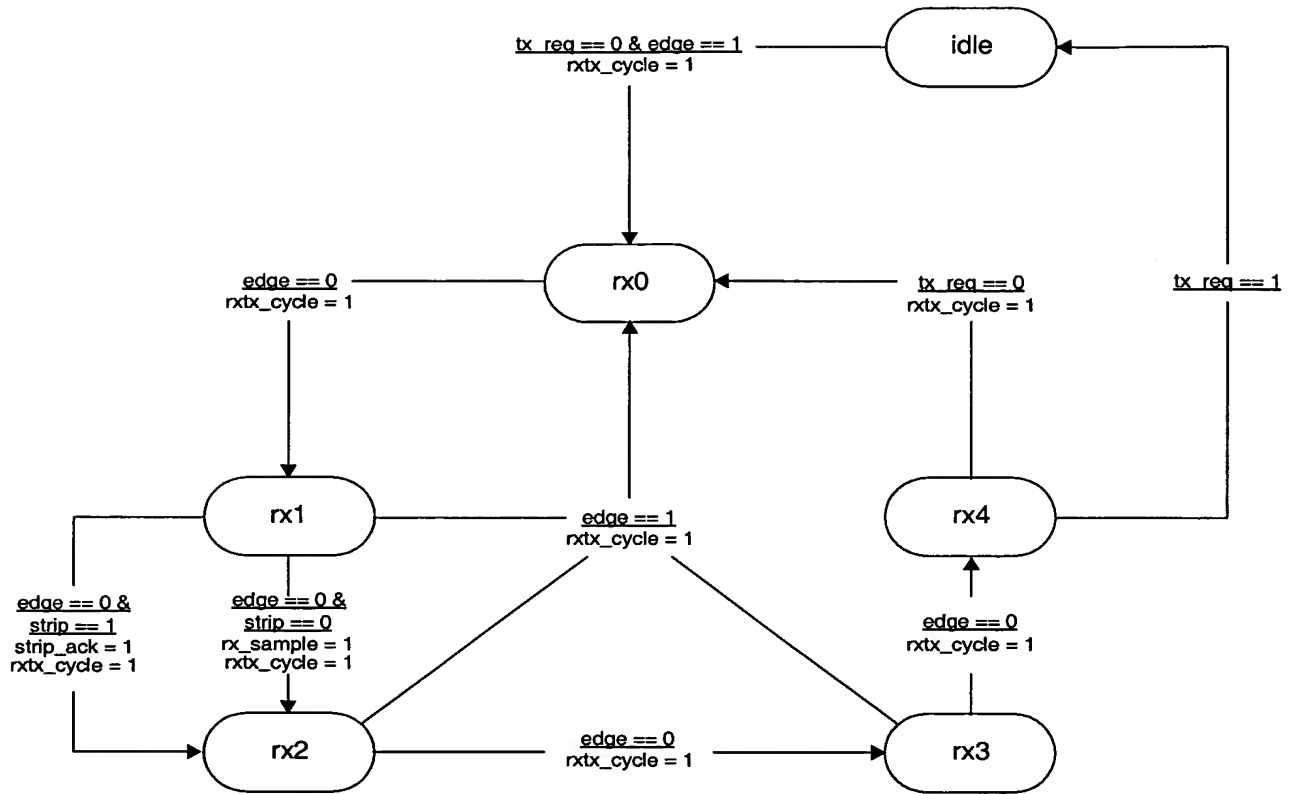 tx_req == 0 & edge == 1
rxtx_cycle = 1
idle
edge == 0
rxtx_cycle = 1
rx0
tx_req == 0
rxtx_cycle = 1
tx_req == 1
rx1
edge == 1
rxtx_cycle = 1
rx4
edge == 0 &
strip == 1
strip_ack = 1
rxtx_cycle = 1
edge == 0 &
strip == 0
rx_sample = 1
rxtx_cycle = 1
edge == 0
rxtx_cycle = 1
rx2
edge == 0
rxtx_cycle = 1
rx3